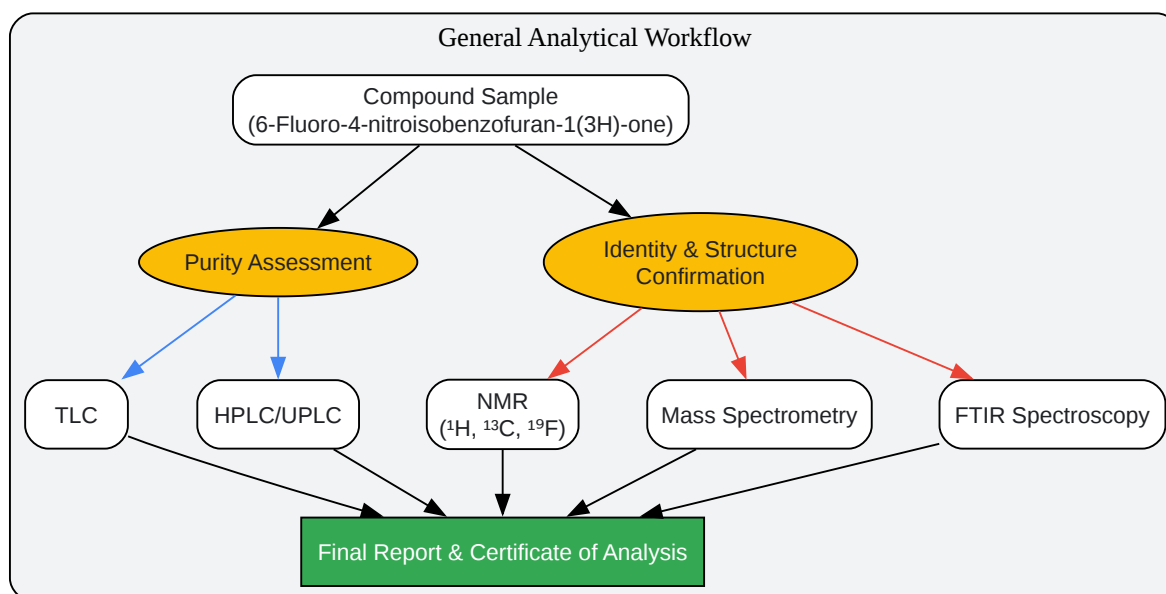 General Analytical Workflow
Compound Sample
(6-Fluoro-4-nitroisobenzofuran-1(3H)-one)
Purity Assessment
Identity & Structure
Confirmation
TLC
HPLC/UPLC
NMR
(¹H, ¹³C, ¹⁹F)
Mass Spectrometry
FTIR Spectroscopy
Final Report & Certificate of Analysis